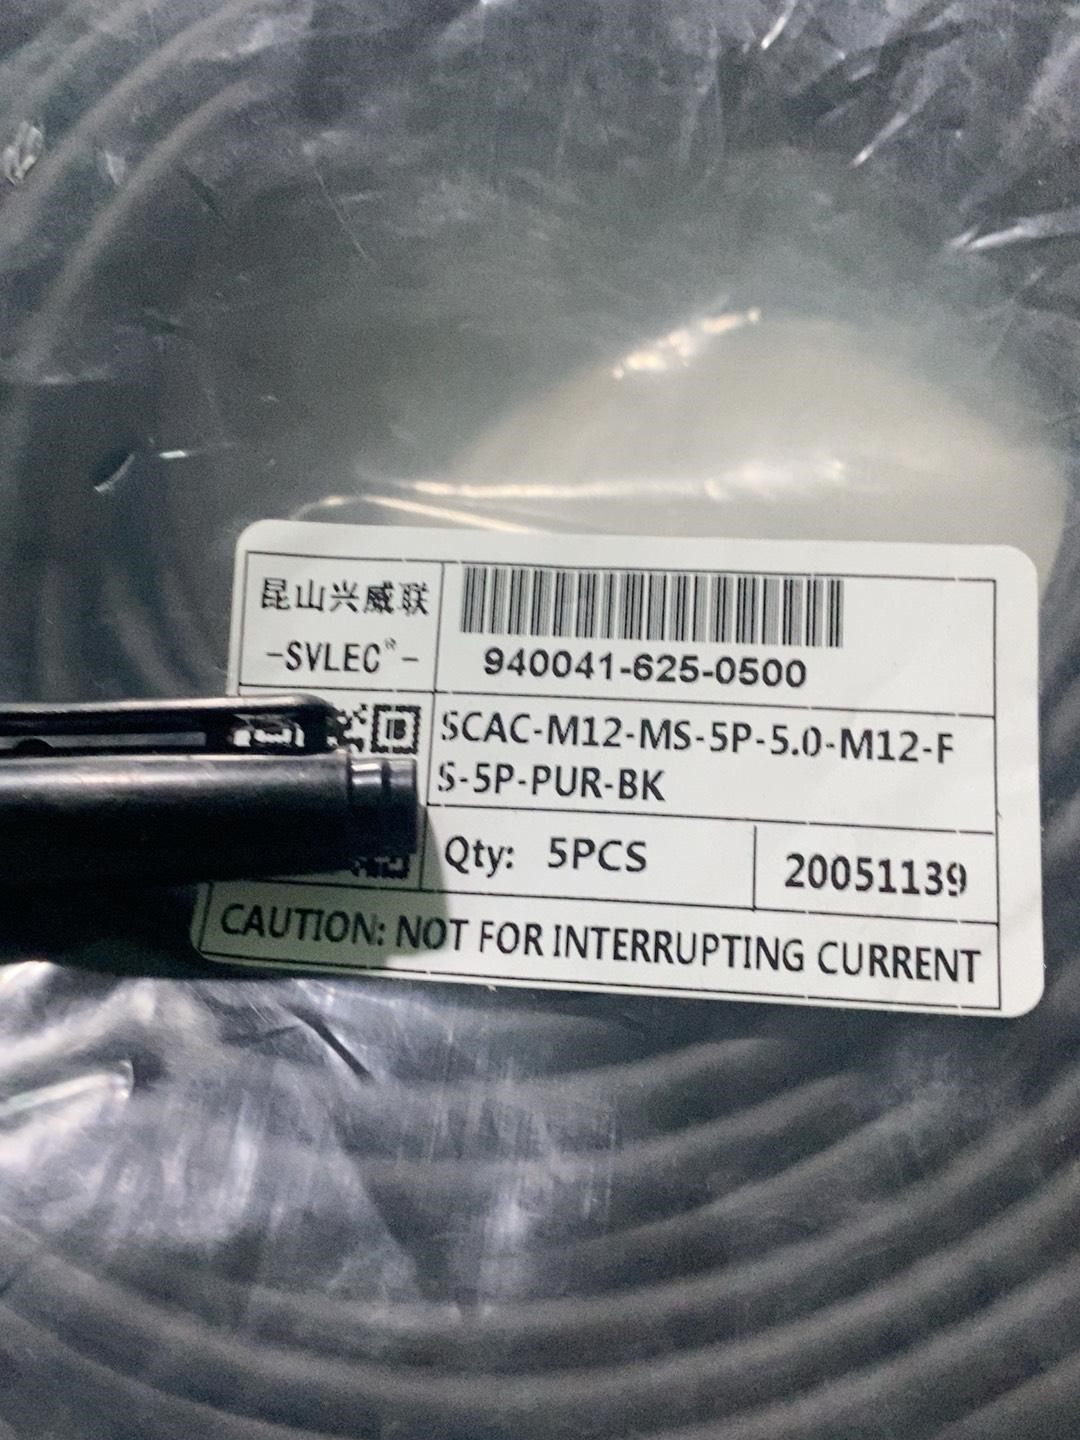 昆山兴威联
-SVLEC®-
940041-625-0500
IB
SCAC-M12-MS-5P-5.0-M12-F
S-5P-PUR-BK
Qty: 5PCS
20051139
CAUTION: NOT FOR INTERRUPTING CURRENT